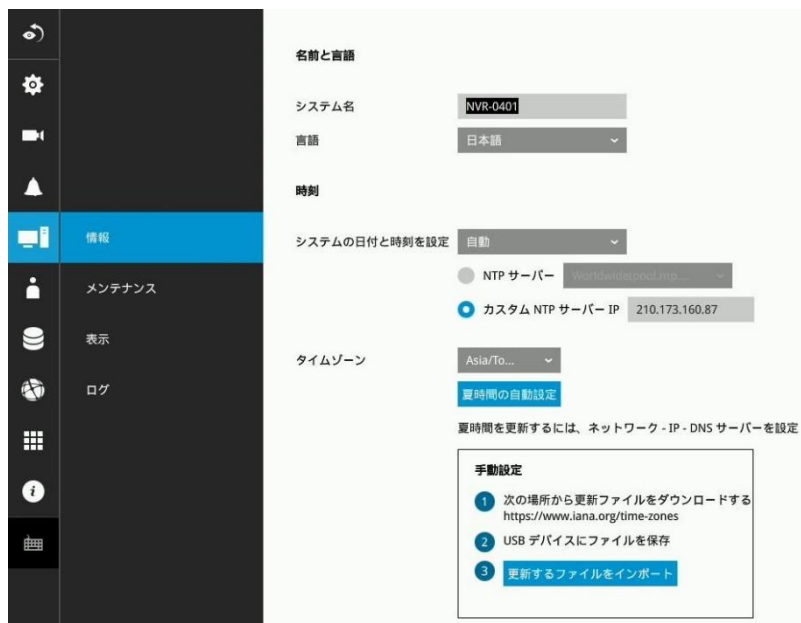 名前と言語
システム名 NVR-0401
言語 日本語
時刻
情報
システムの日付と時刻を設定 自動
NTP サーバー Worldwide(pool.ntp....
メンテナンス
カスタム NTP サーバー IP 210.173.160.87
表示
タイムゾーン Asia/To...
ログ
夏時間の自動設定
夏時間を更新するには、ネットワーク - IP - DNS サーバーを設定
手動設定
1 次の場所から更新ファイルをダウンロードする
https://www.iana.org/time-zones
2 USB デバイスにファイルを保存
3 更新するファイルをインポート